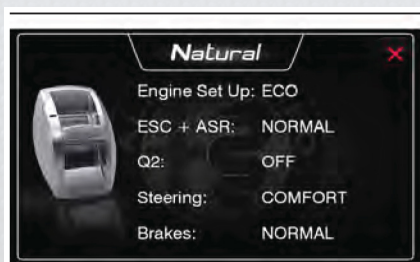 Natural
Engine Set Up: ECO
ESC + ASR: NORMAL
Q2: OFF
Steering: COMFORT
Brakes: NORMAL